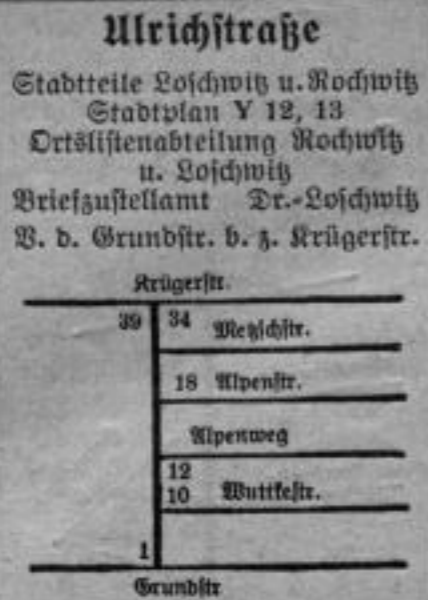 Ulrichstraße
Stadtteile Loschwitz u. Rochwitz
Stadtplan Y 12, 13
Ortslistenabteilung Rochwitz
u. Loschwitz
Briefzustellamt Dr.-Loschwitz
V. d. Grundstr. b. z. Krügerstr.
Krügerstr.
39 34 Metzschstr.
18 Alpenstr.
Alpenweg
12
10 Wuttkestr.
1
Grundstr